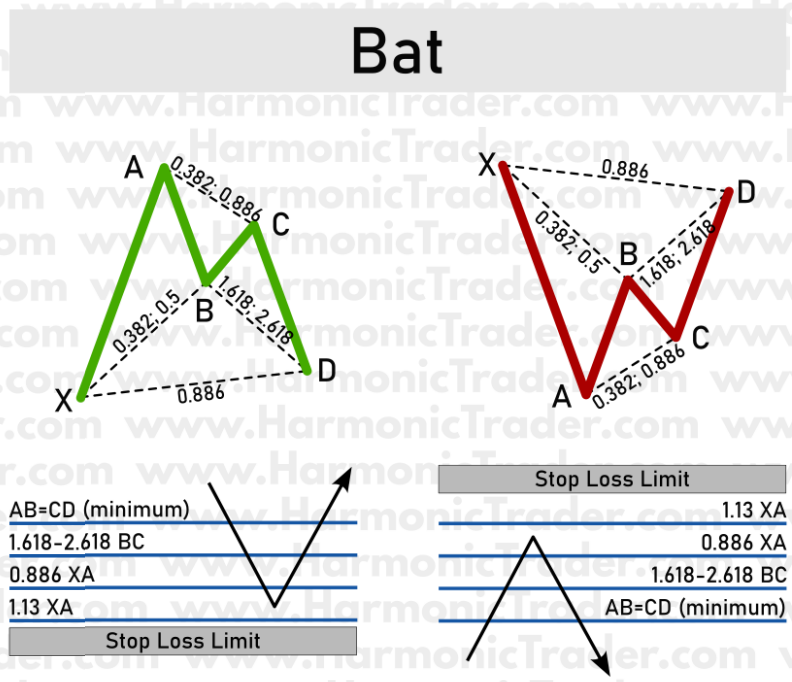 Bat
A
0.382; 0.886
C
B
0.382; 0.5
1.618; 2.618
X
D
0.886
X
0.886
D
0.382; 0.5
B
1.618; 2.618
C
A
0.382; 0.886
AB=CD (minimum)
1.618-2.618 BC
0.886 XA
1.13 XA
Stop Loss Limit
Stop Loss Limit
1.13 XA
0.886 XA
1.618-2.618 BC
AB=CD (minimum)
www.HarmonicTrader.com